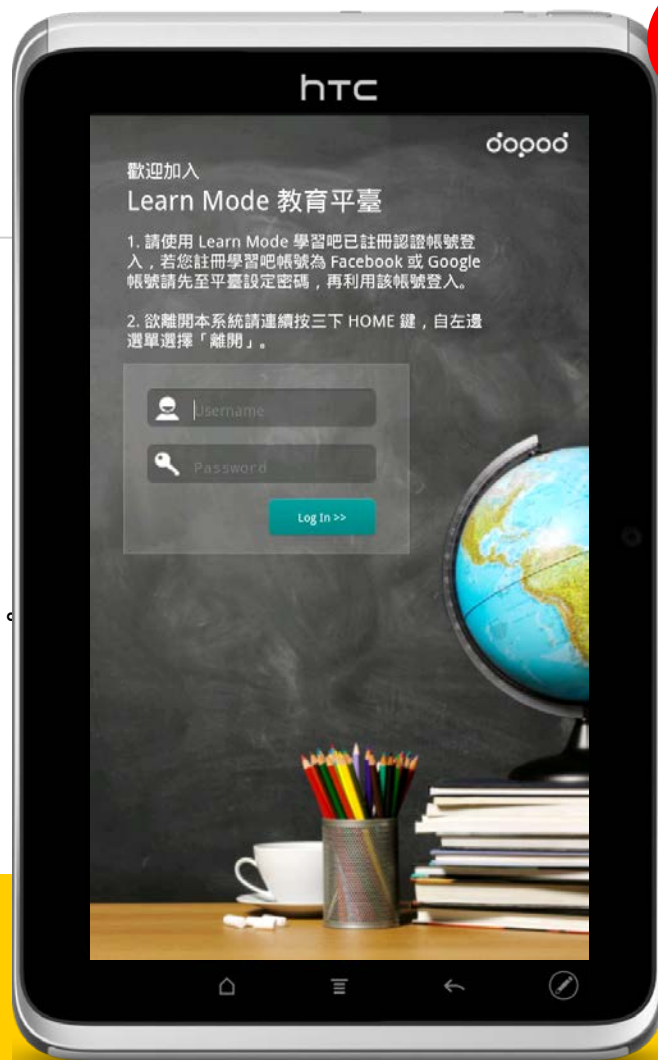 hTC
dopod
歡迎加入
Learn Mode 教育平臺
1. 請使用 Learn Mode 學習吧已註冊認證帳號登
入，若您註冊學習吧帳號為 Facebook 或 Google
帳號請先至平臺設定密碼，再利用該帳號登入。
2. 欲離開本系統請連續按三下 HOME 鍵，自左邊
選單選擇「離開」。
Username
Password
Log In >>